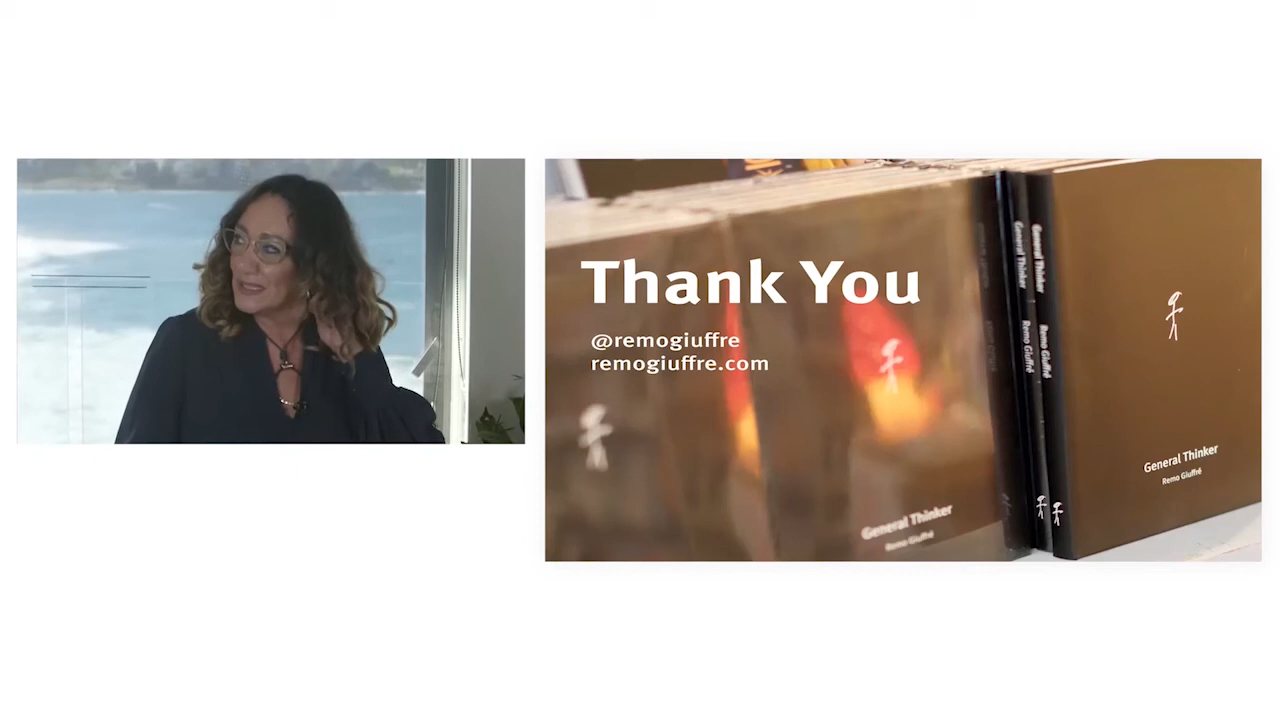 Thank You
@remogiuffre
remogiuffre.com
General Thinker
Remo Giuffré
General Thinker
Remo Giuffré
General Thinker
Remo Giuffré
General Thinker
Remo Giuffré